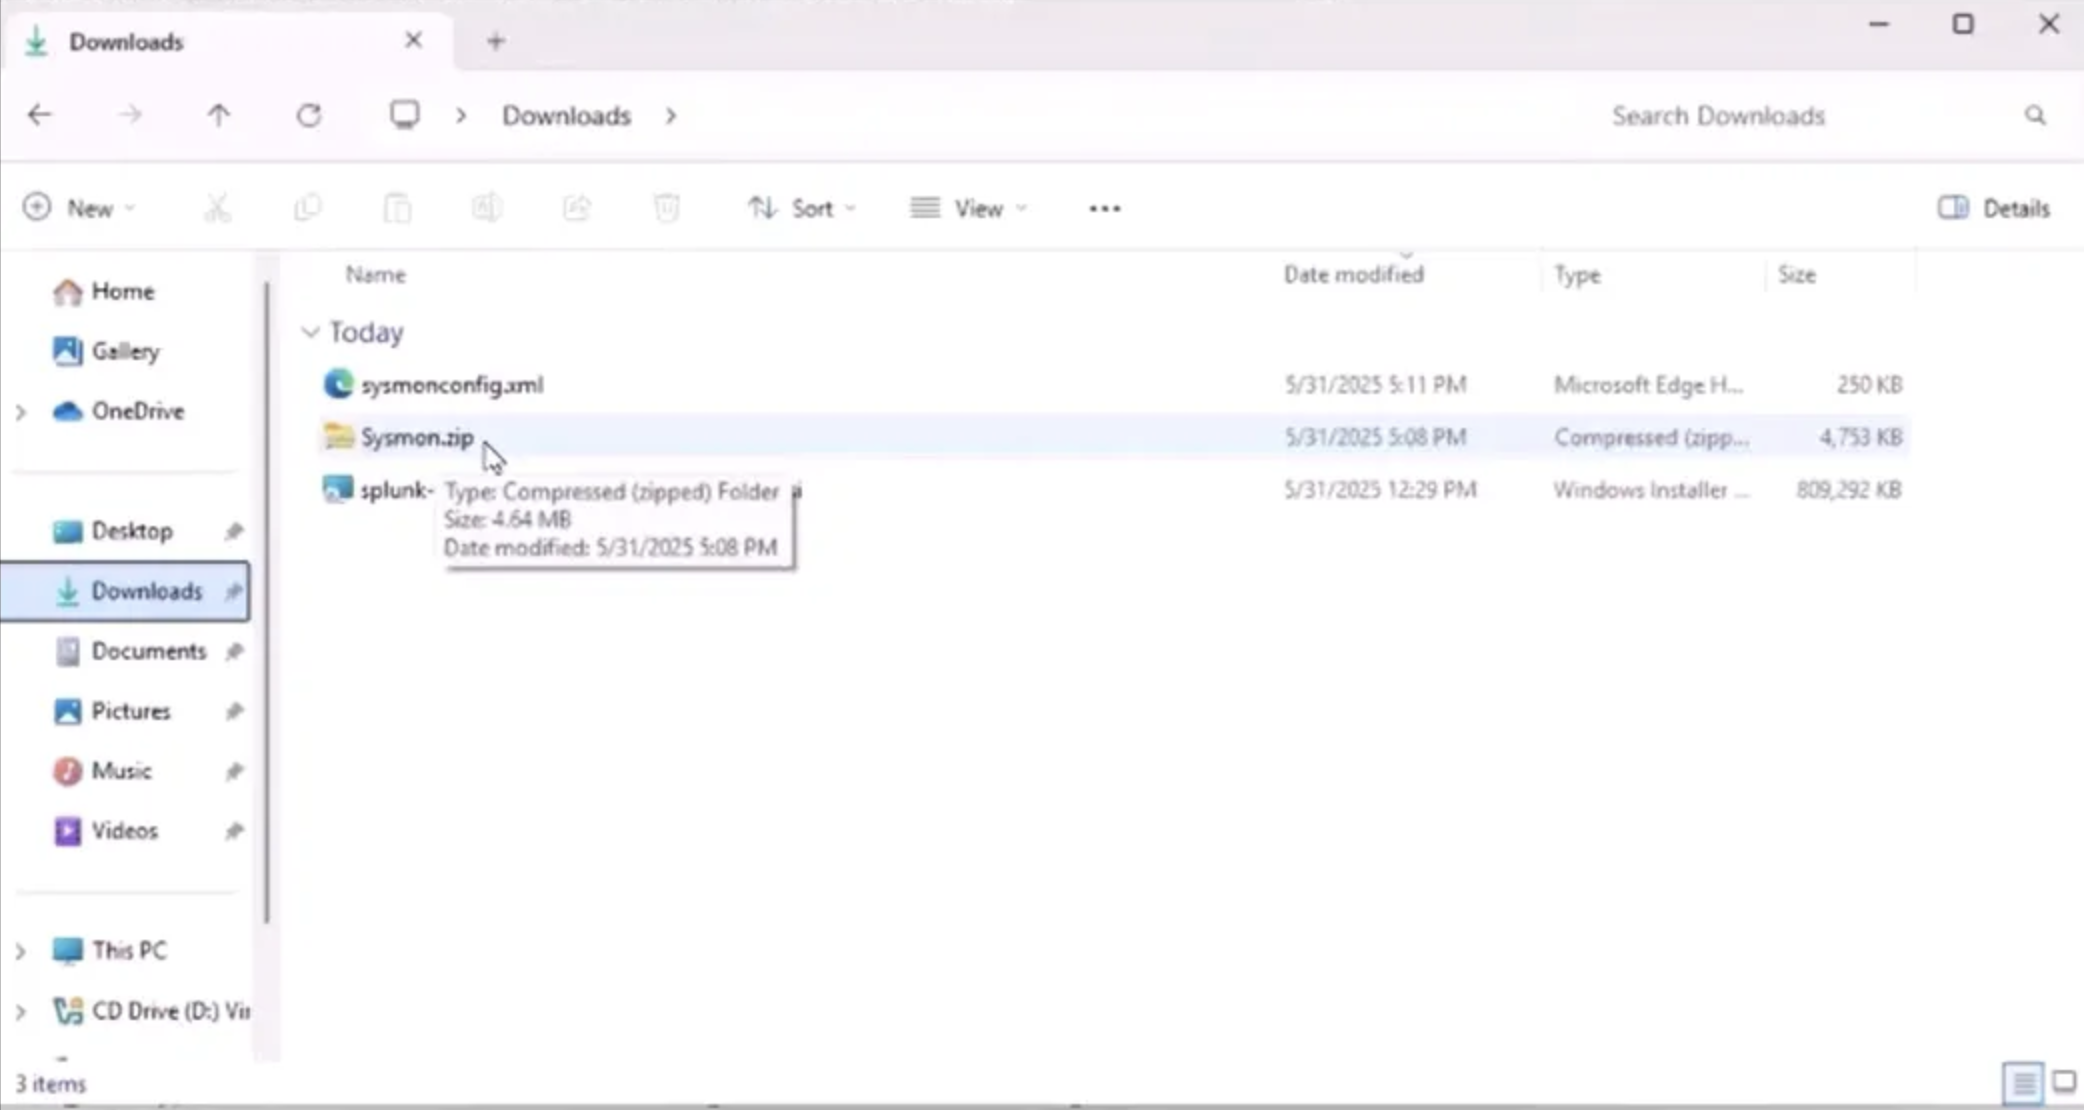 Downloads
Downloads
Search Downloads
New
Sort
View
Details
Name Date modified Type Size
Today
sysmonconfig.xml 5/31/2025 5:11 PM Microsoft Edge H... 250 KB
Sysmon.zip 5/31/2025 5:08 PM Compressed (zipp... 4,753 KB
splunk- 5/31/2025 12:29 PM Windows Installer ... 809,292 KB
Type: Compressed (zipped) Folder
Size: 4.64 MB
Date modified: 5/31/2025 5:08 PM
Home
Gallery
OneDrive
Desktop
Downloads
Documents
Pictures
Music
Videos
This PC
CD Drive (D:) Vir
3 items